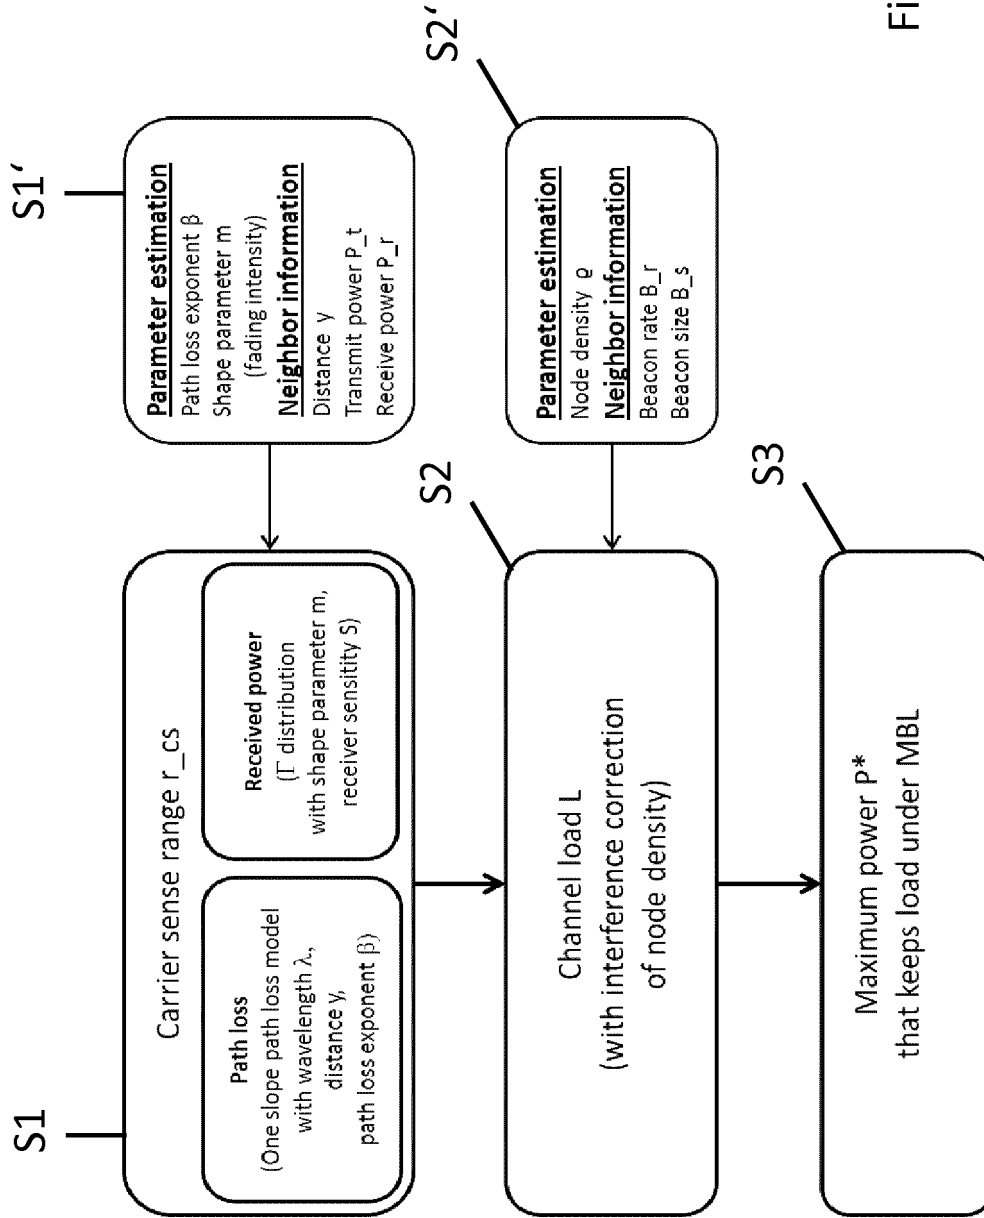 S1
Carrier sense range r_cs
Path loss
(One slope path loss model
with wavelength λ,
distance y,
path loss exponent β)
Received power
(Γ distribution
with shape parameter m,
receiver sensitity S)
S1‘
Parameter estimation
Path loss exponent β
Shape parameter m
(fading intensity)
Neighbor information
Distance y
Transmit power P_t
Receive power P_r
S2
Channel load L
(with interference correction
of node density)
S2‘
Parameter estimation
Node density ϱ
Neighbor information
Beacon rate B_r
Beacon size B_s
S3
Maximum power P*
that keeps load under MBL
Fi